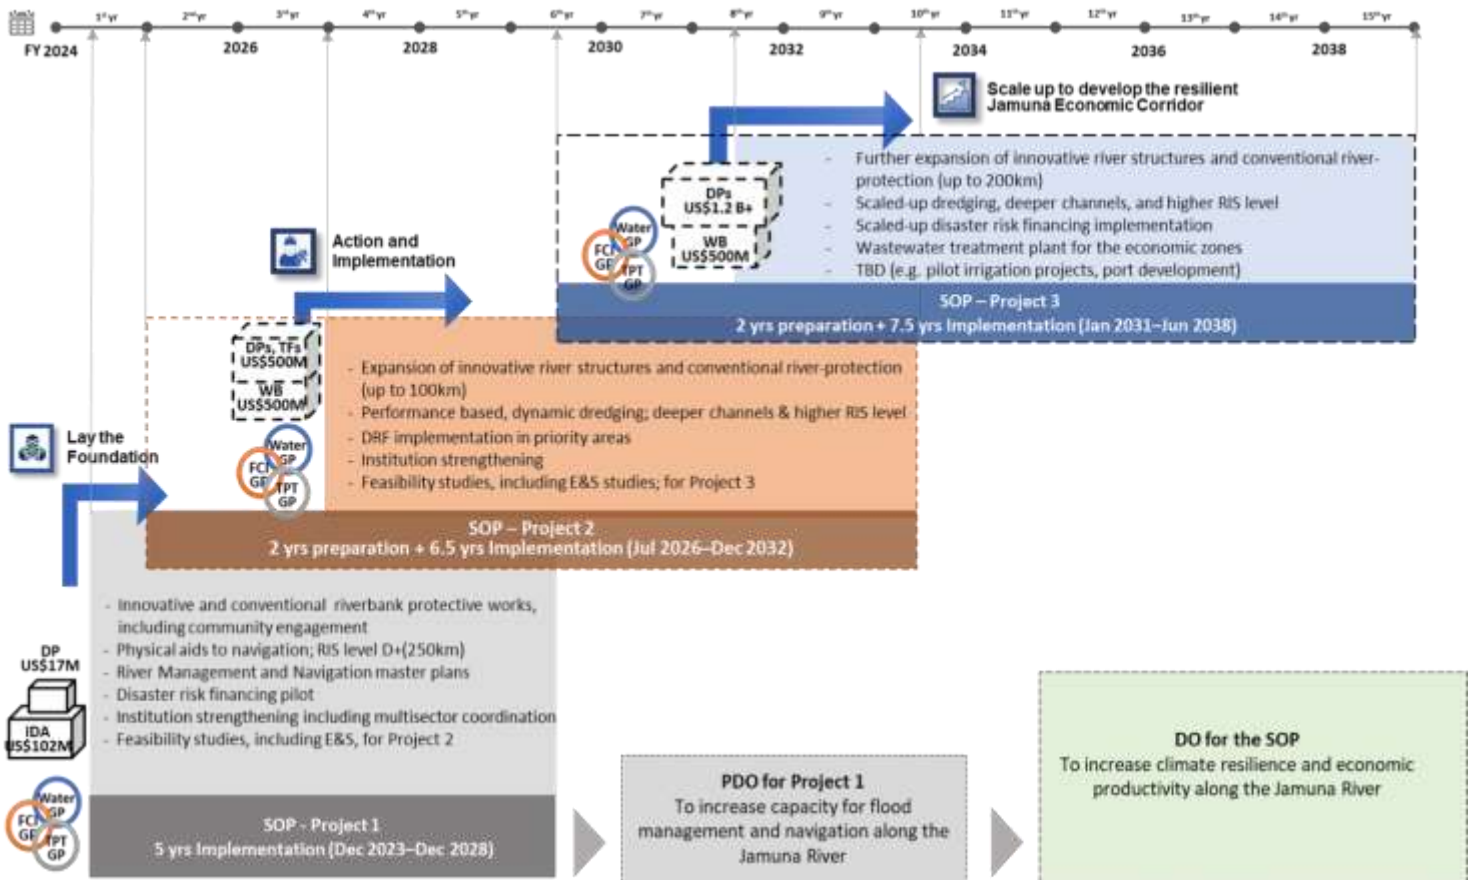 1st yr 2nd yr 3rd yr 4th yr 5th yr 6th yr 7th yr 8th yr 9th yr 10th yr 11th yr 12th yr 13th yr 14th yr 15th yr
FY 2024 2026 2028 2030 2032 2034 2036 2038
Scale up to develop the resilient
Jamuna Economic Corridor
- Further expansion of innovative river structures and conventional river-
protection (up to 200km)
- Scaled-up dredging, deeper channels, and higher RIS level
- Scaled-up disaster risk financing implementation
- Wastewater treatment plant for the economic zones
- TBD (e.g. pilot irrigation projects, port development)
DPs
US$1.2 B+
WB
US$500M
Water
GP
FCI
GP
TPT
GP
SOP – Project 3
2 yrs preparation + 7.5 yrs Implementation (Jan 2031–Jun 2038)
Action and
Implementation
DPs, TFs
US$500M
WB
US$500M
Water
GP
FCI
GP
TPT
GP
- Expansion of innovative river structures and conventional river-protection
(up to 100km)
- Performance based, dynamic dredging; deeper channels & higher RIS level
- DRF implementation in priority areas
- Institution strengthening
- Feasibility studies, including E&S studies; for Project 3
SOP – Project 2
2 yrs preparation + 6.5 yrs Implementation (Jul 2026–Dec 2032)
Lay the
Foundation
- Innovative and conventional riverbank protective works,
including community engagement
- Physical aids to navigation; RIS level D+(250km)
- River Management and Navigation master plans
- Disaster risk financing pilot
- Institution strengthening including multisector coordination
- Feasibility studies, including E&S, for Project 2
DP
US$17M
IDA
US$102M
Water
GP
FCI
GP
TPT
GP
SOP - Project 1
5 yrs Implementation (Dec 2023–Dec 2028)
PDO for Project 1
To increase capacity for flood
management and navigation along the
Jamuna River
DO for the SOP
To increase climate resilience and economic
productivity along the Jamuna River